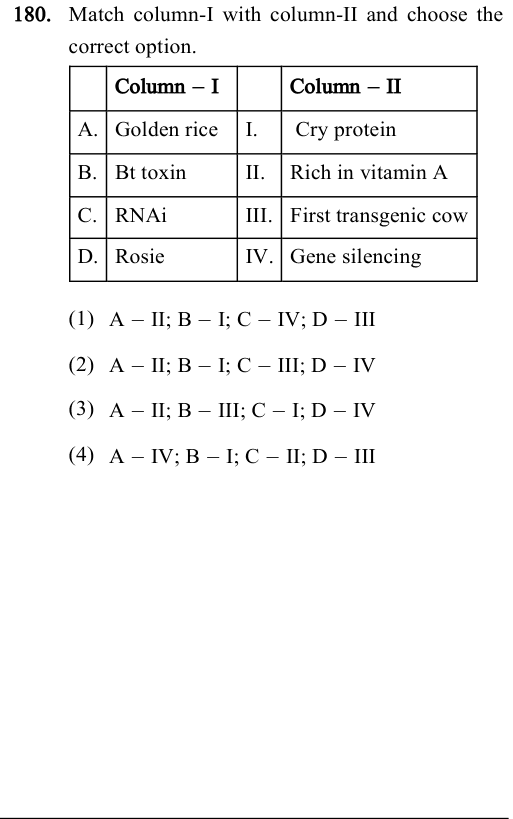 180. Match column-I with column-II and choose the
correct option.
Column – I Column – II
A. Golden rice I. Cry protein
B. Bt toxin II. Rich in vitamin A
C. RNAi III. First transgenic cow
D. Rosie IV. Gene silencing
(1) A – II; B – I; C – IV; D – III
(2) A – II; B – I; C – III; D – IV
(3) A – II; B – III; C – I; D – IV
(4) A – IV; B – I; C – II; D – III